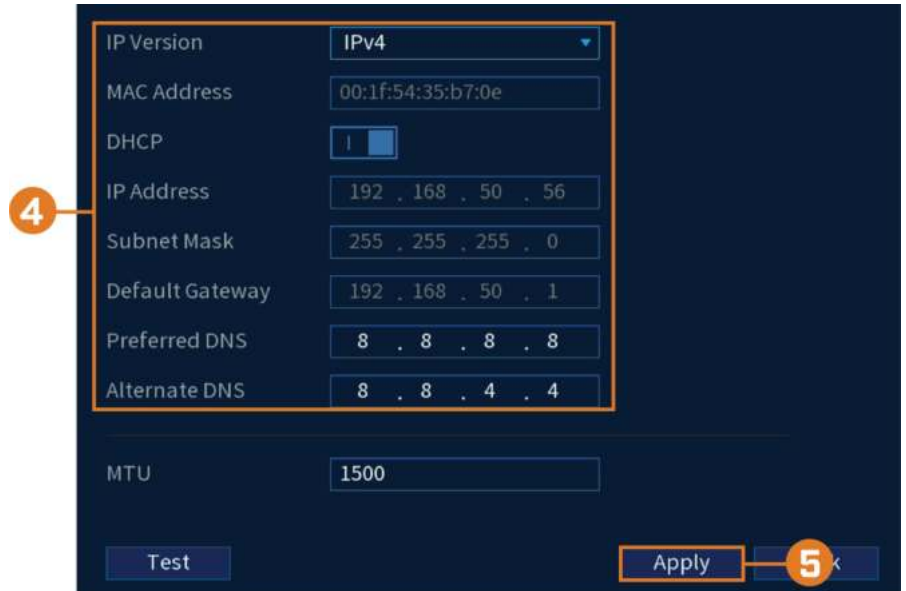 IP Version IPv4
MAC Address 00:1f:54:35:b7:0e
DHCP
4
IP Address 192 . 168 . 50 . 56
Subnet Mask 255 . 255 . 255 . 0
Default Gateway 192 . 168 . 50 . 1
Preferred DNS 8 . 8 . 8 . 8
Alternate DNS 8 . 8 . 4 . 4
MTU 1500
Test Apply 5